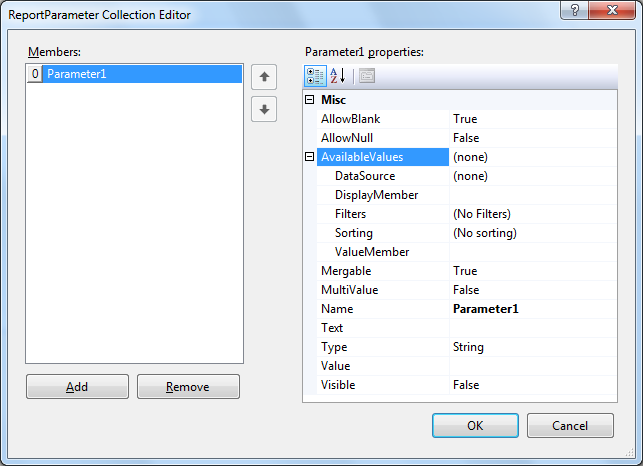 ReportParameter Collection Editor
Members:
0 Parameter1
Add Remove
Parameter1 properties:
A Z
Misc
AllowBlank True
AllowNull False
AvailableValues (none)
DataSource (none)
DisplayMember
Filters (No Filters)
Sorting (No sorting)
ValueMember
Mergable True
MultiValue False
Name Parameter1
Text
Type String
Value
Visible False
OK Cancel